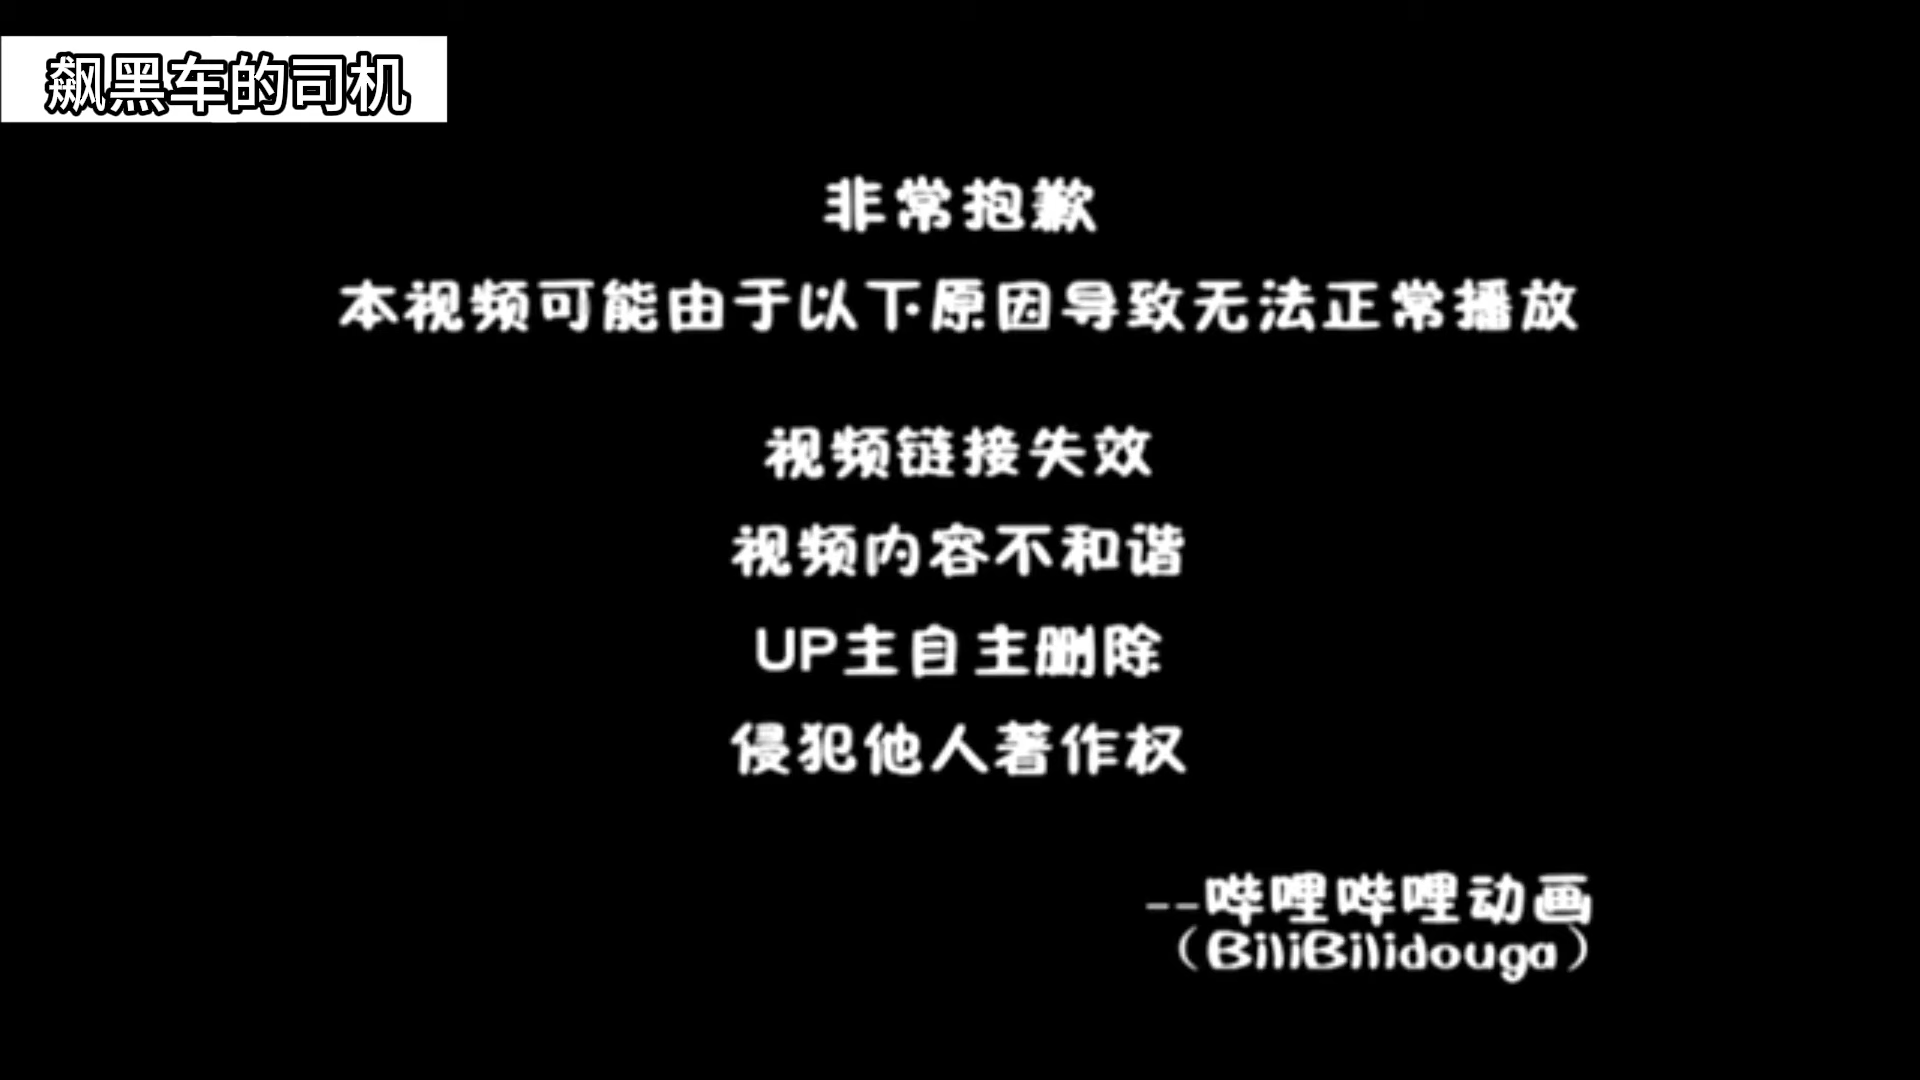 飙黑车的司机
非常抱歉
本视频可能由于以下原因导致无法正常播放
视频链接失效
视频内容不和谐
UP主自主删除
侵犯他人著作权
--哔哩哔哩动画
（BiliBilidouga）